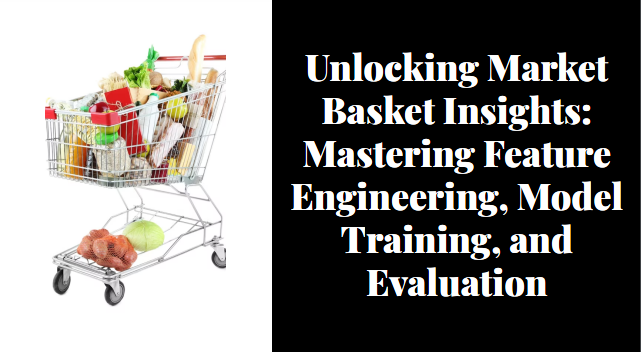 Unlocking Market
Basket Insights:
Mastering Feature
Engineering, Model
Training, and
Evaluation